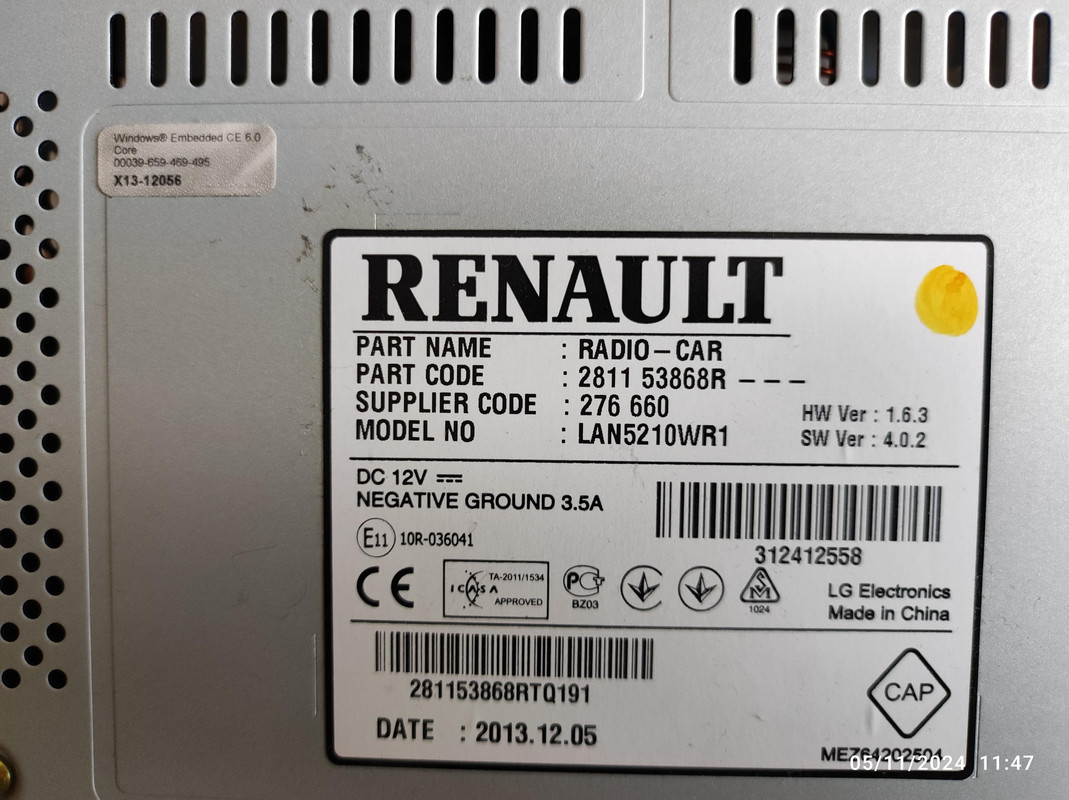 Windows® Embedded CE 6.0
Core
00039-659-469-495
X13-12056
RENAULT
PART NAME : RADIO-CAR
PART CODE : 2811 53868R - - -
SUPPLIER CODE : 276 660
MODEL NO : LAN5210WR1
HW Ver : 1.6.3
SW Ver : 4.0.2
DC 12V
NEGATIVE GROUND 3.5A
E11 10R-036041
312412558
CE
ICASA
TA-2011/1534
APPROVED
PCT
BZ03
SM
1024
LG Electronics
Made in China
281153868RTQ191
DATE : 2013.12.05
CAP
MEZ64202504
05/11/2024 11:47